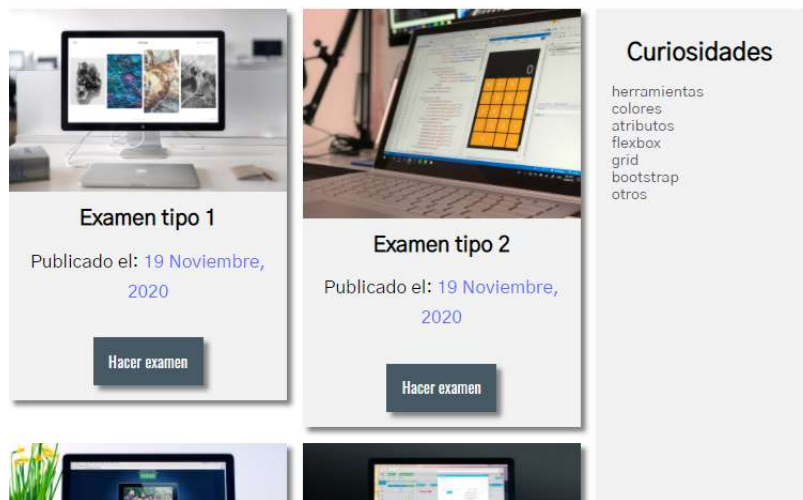 Examen tipo 1
Publicado el: 19 Noviembre,
2020
Hacer examen
Examen tipo 2
Publicado el: 19 Noviembre,
2020
Hacer examen
Curiosidades
herramientas
colores
atributos
flexbox
grid
bootstrap
otros